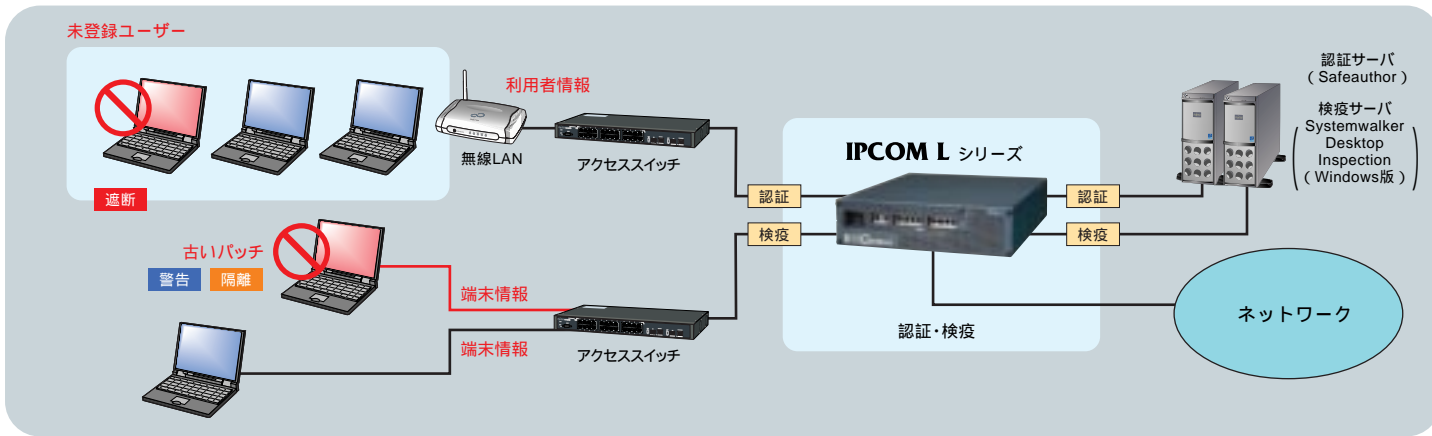 未登録ユーザー
利用者情報
無線LAN
アクセススイッチ
遮断
古いパッチ
警告
隔離
端末情報
端末情報
アクセススイッチ
認証
検疫
IPCOM L シリーズ
認証・検疫
認証
検疫
認証サーバ
( Safeauthor )
検疫サーバ
Systemwalker
Desktop
Inspection
( Windows版 )
ネットワーク